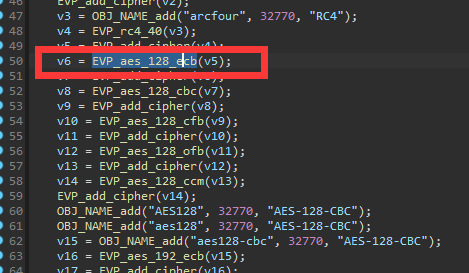 46 EVP_add_cipher(v2);
47 v3 = OBJ_NAME_add("arcfour", 32770, "RC4");
48 v4 = EVP_rc4_40(v3);
49 v5 = EVP_add_cipher(v4);
50 v6 = EVP_aes_128_ecb(v5);
51 v7 = EVP_add_cipher(v6);
52 v8 = EVP_aes_128_cbc(v7);
53 v9 = EVP_add_cipher(v8);
54 v10 = EVP_aes_128_cfb(v9);
55 v11 = EVP_add_cipher(v10);
56 v12 = EVP_aes_128_ofb(v11);
57 v13 = EVP_add_cipher(v12);
58 v14 = EVP_aes_128_ccm(v13);
59 EVP_add_cipher(v14);
60 OBJ_NAME_add("AES128", 32770, "AES-128-CBC");
61 OBJ_NAME_add("aes128", 32770, "AES-128-CBC");
62 v15 = OBJ_NAME_add("aes128-cbc", 32770, "AES-128-CBC");
63 v16 = EVP_aes_192_ecb(v15);
64 v17 = EVP_add_cipher(v16);